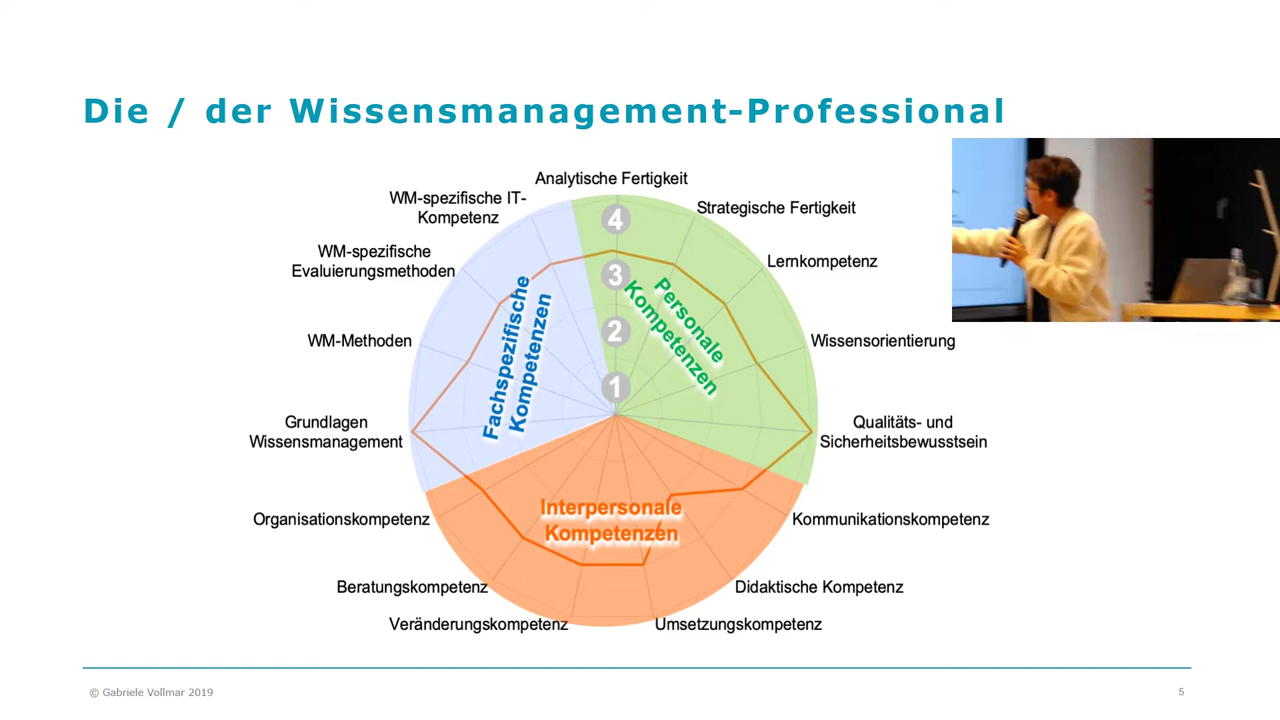 Die / der Wissensmanagement-Professional
Analytische Fertigkeit
WM-spezifische IT-
Kompetenz
Strategische Fertigkeit
WM-spezifische
Evaluierungsmethoden
Lernkompetenz
WM-Methoden
Wissensorientierung
Grundlagen
Wissensmanagement
Qualitäts- und
Sicherheitsbewusstsein
Organisationskompetenz
Kommunikationskompetenz
Beratungskompetenz
Didaktische Kompetenz
Veränderungskompetenz
Umsetzungskompetenz
4
3
2
1
Fachspezifische
Kompetenzen
Personale
Kompetenzen
Interpersonale
Kompetenzen
© Gabriele Vollmar 2019
5